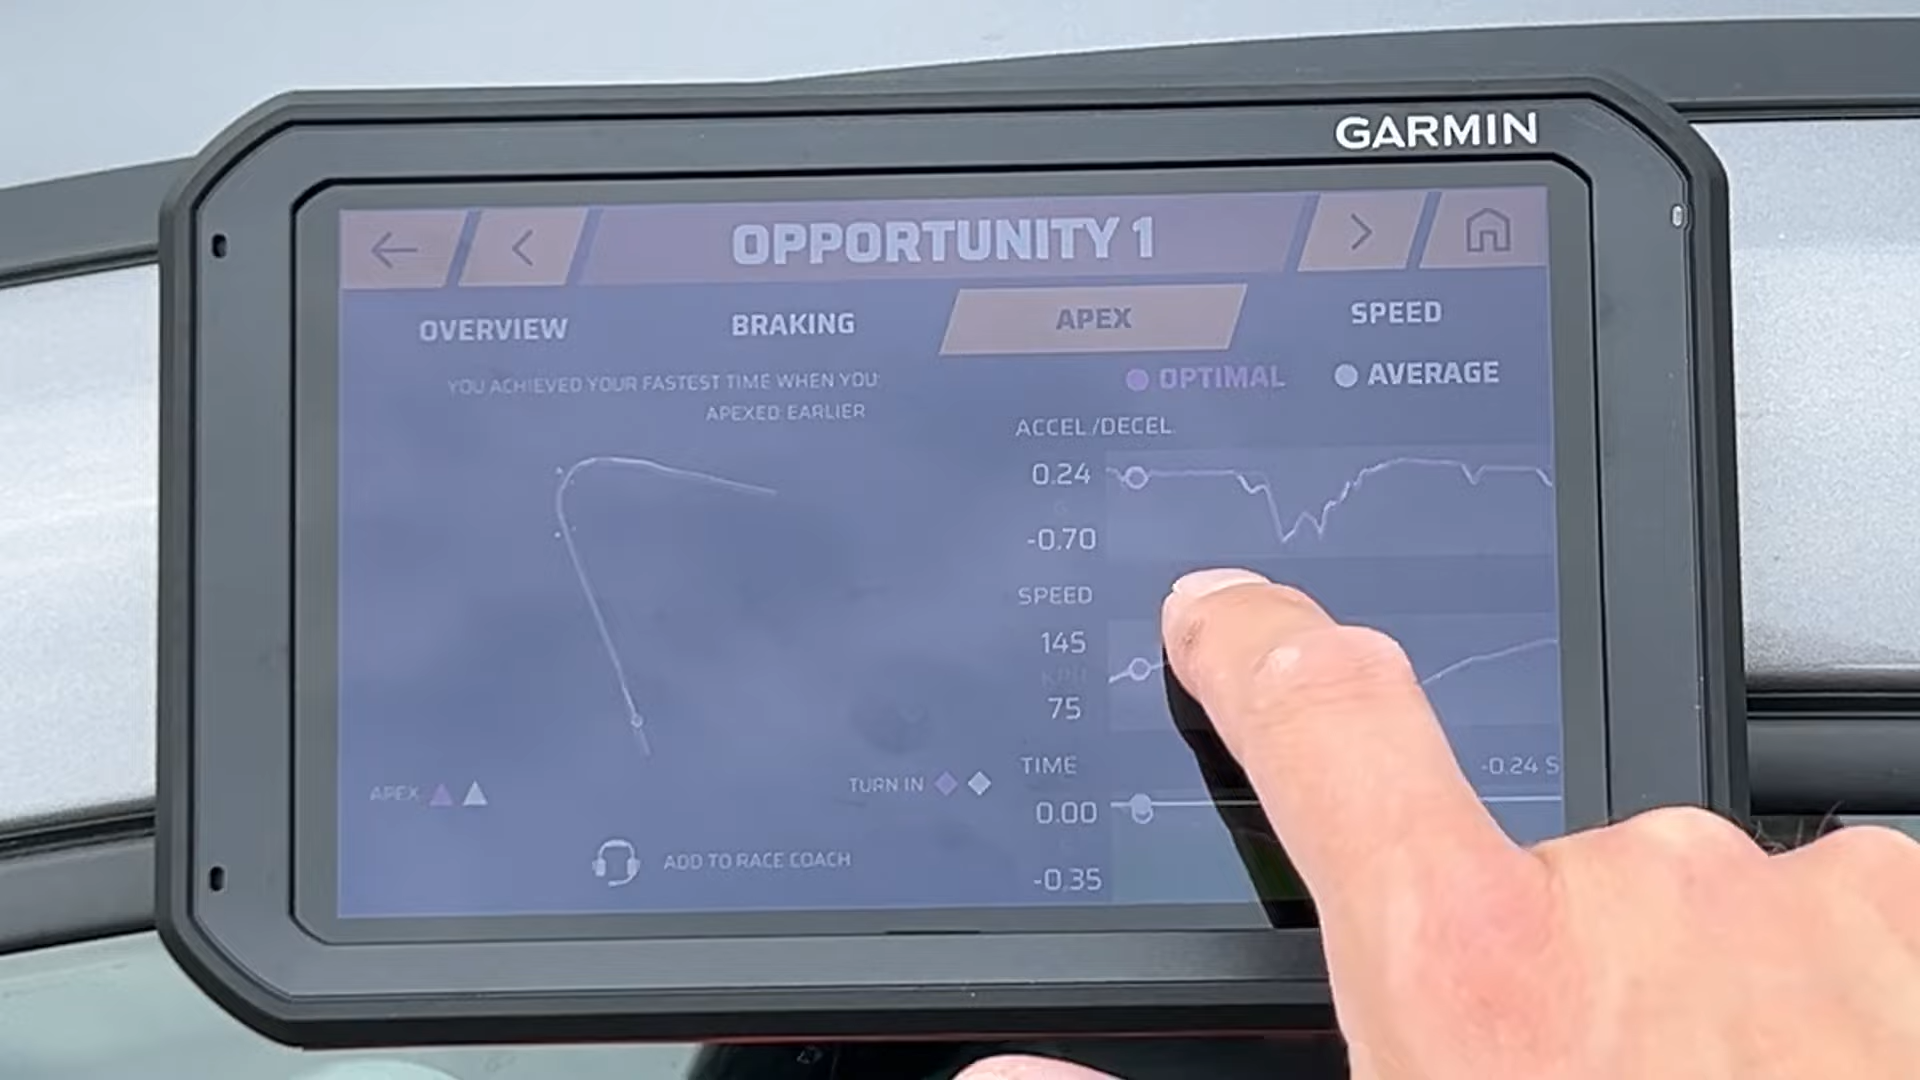 GARMIN
OPPORTUNITY 1
OVERVIEW
BRAKING
APEX
SPEED
YOU ACHIEVED YOUR FASTEST TIME WHEN YOU:
APEXED EARLIER
OPTIMAL
AVERAGE
ACCEL /DECEL
0.24
G
-0.70
SPEED
145
KPH
75
TIME
-0.24 S
0.00
-0.35
APEX
TURN IN
ADD TO RACE COACH